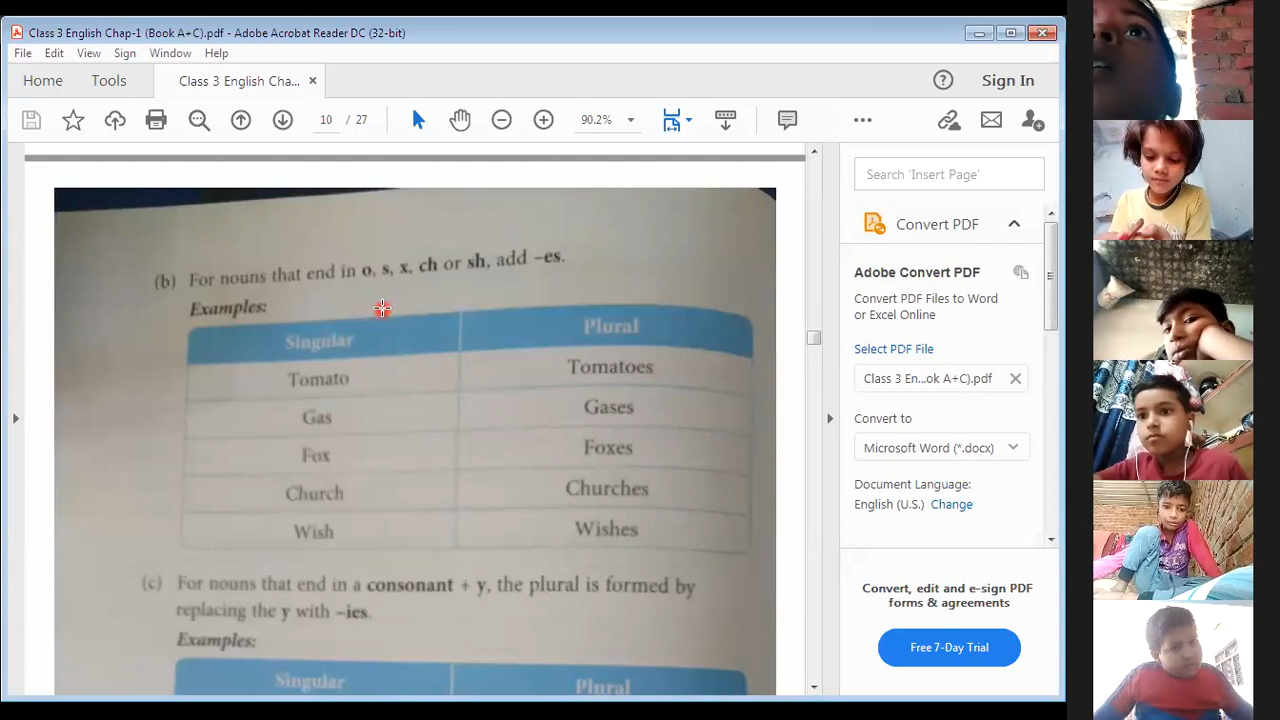 Class 3 English Chap-1 (Book A+C).pdf - Adobe Acrobat Reader DC (32-bit)
File Edit View Sign Window Help
Home Tools Class 3 English Cha... × Sign In
10 / 27 90.2%
(b) For nouns that end in o, s, x, ch or sh, add –es.
Examples:
Singular Plural
Tomato Tomatoes
Gas Gases
Fox Foxes
Church Churches
Wish Wishes
(c) For nouns that end in a consonant + y, the plural is formed by
replacing the y with –ies.
Examples:
Singular Plural
Search 'Insert Page'
Convert PDF
Adobe Convert PDF
Convert PDF Files to Word
or Excel Online
Select PDF File
Class 3 En...ok A+C).pdf
Convert to
Microsoft Word (*.docx)
Document Language:
English (U.S.) Change
Convert, edit and e-sign PDF
forms & agreements
Free 7-Day Trial